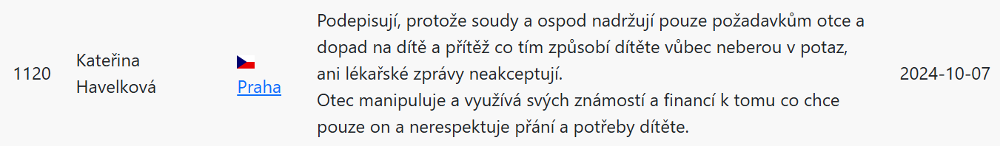 1120
Kateřina
Havelková
Praha
Podepisují, protože soudy a ospod nadržují pouze požadavkům otce a
dopad na dítě a přítěž co tím způsobí dítěte vůbec neberou v potaz,
ani lékařské zprávy neakceptují.
Otec manipuluje a využívá svých známostí a financí k tomu co chce
pouze on a nerespektuje přání a potřeby dítěte.
2024-10-07